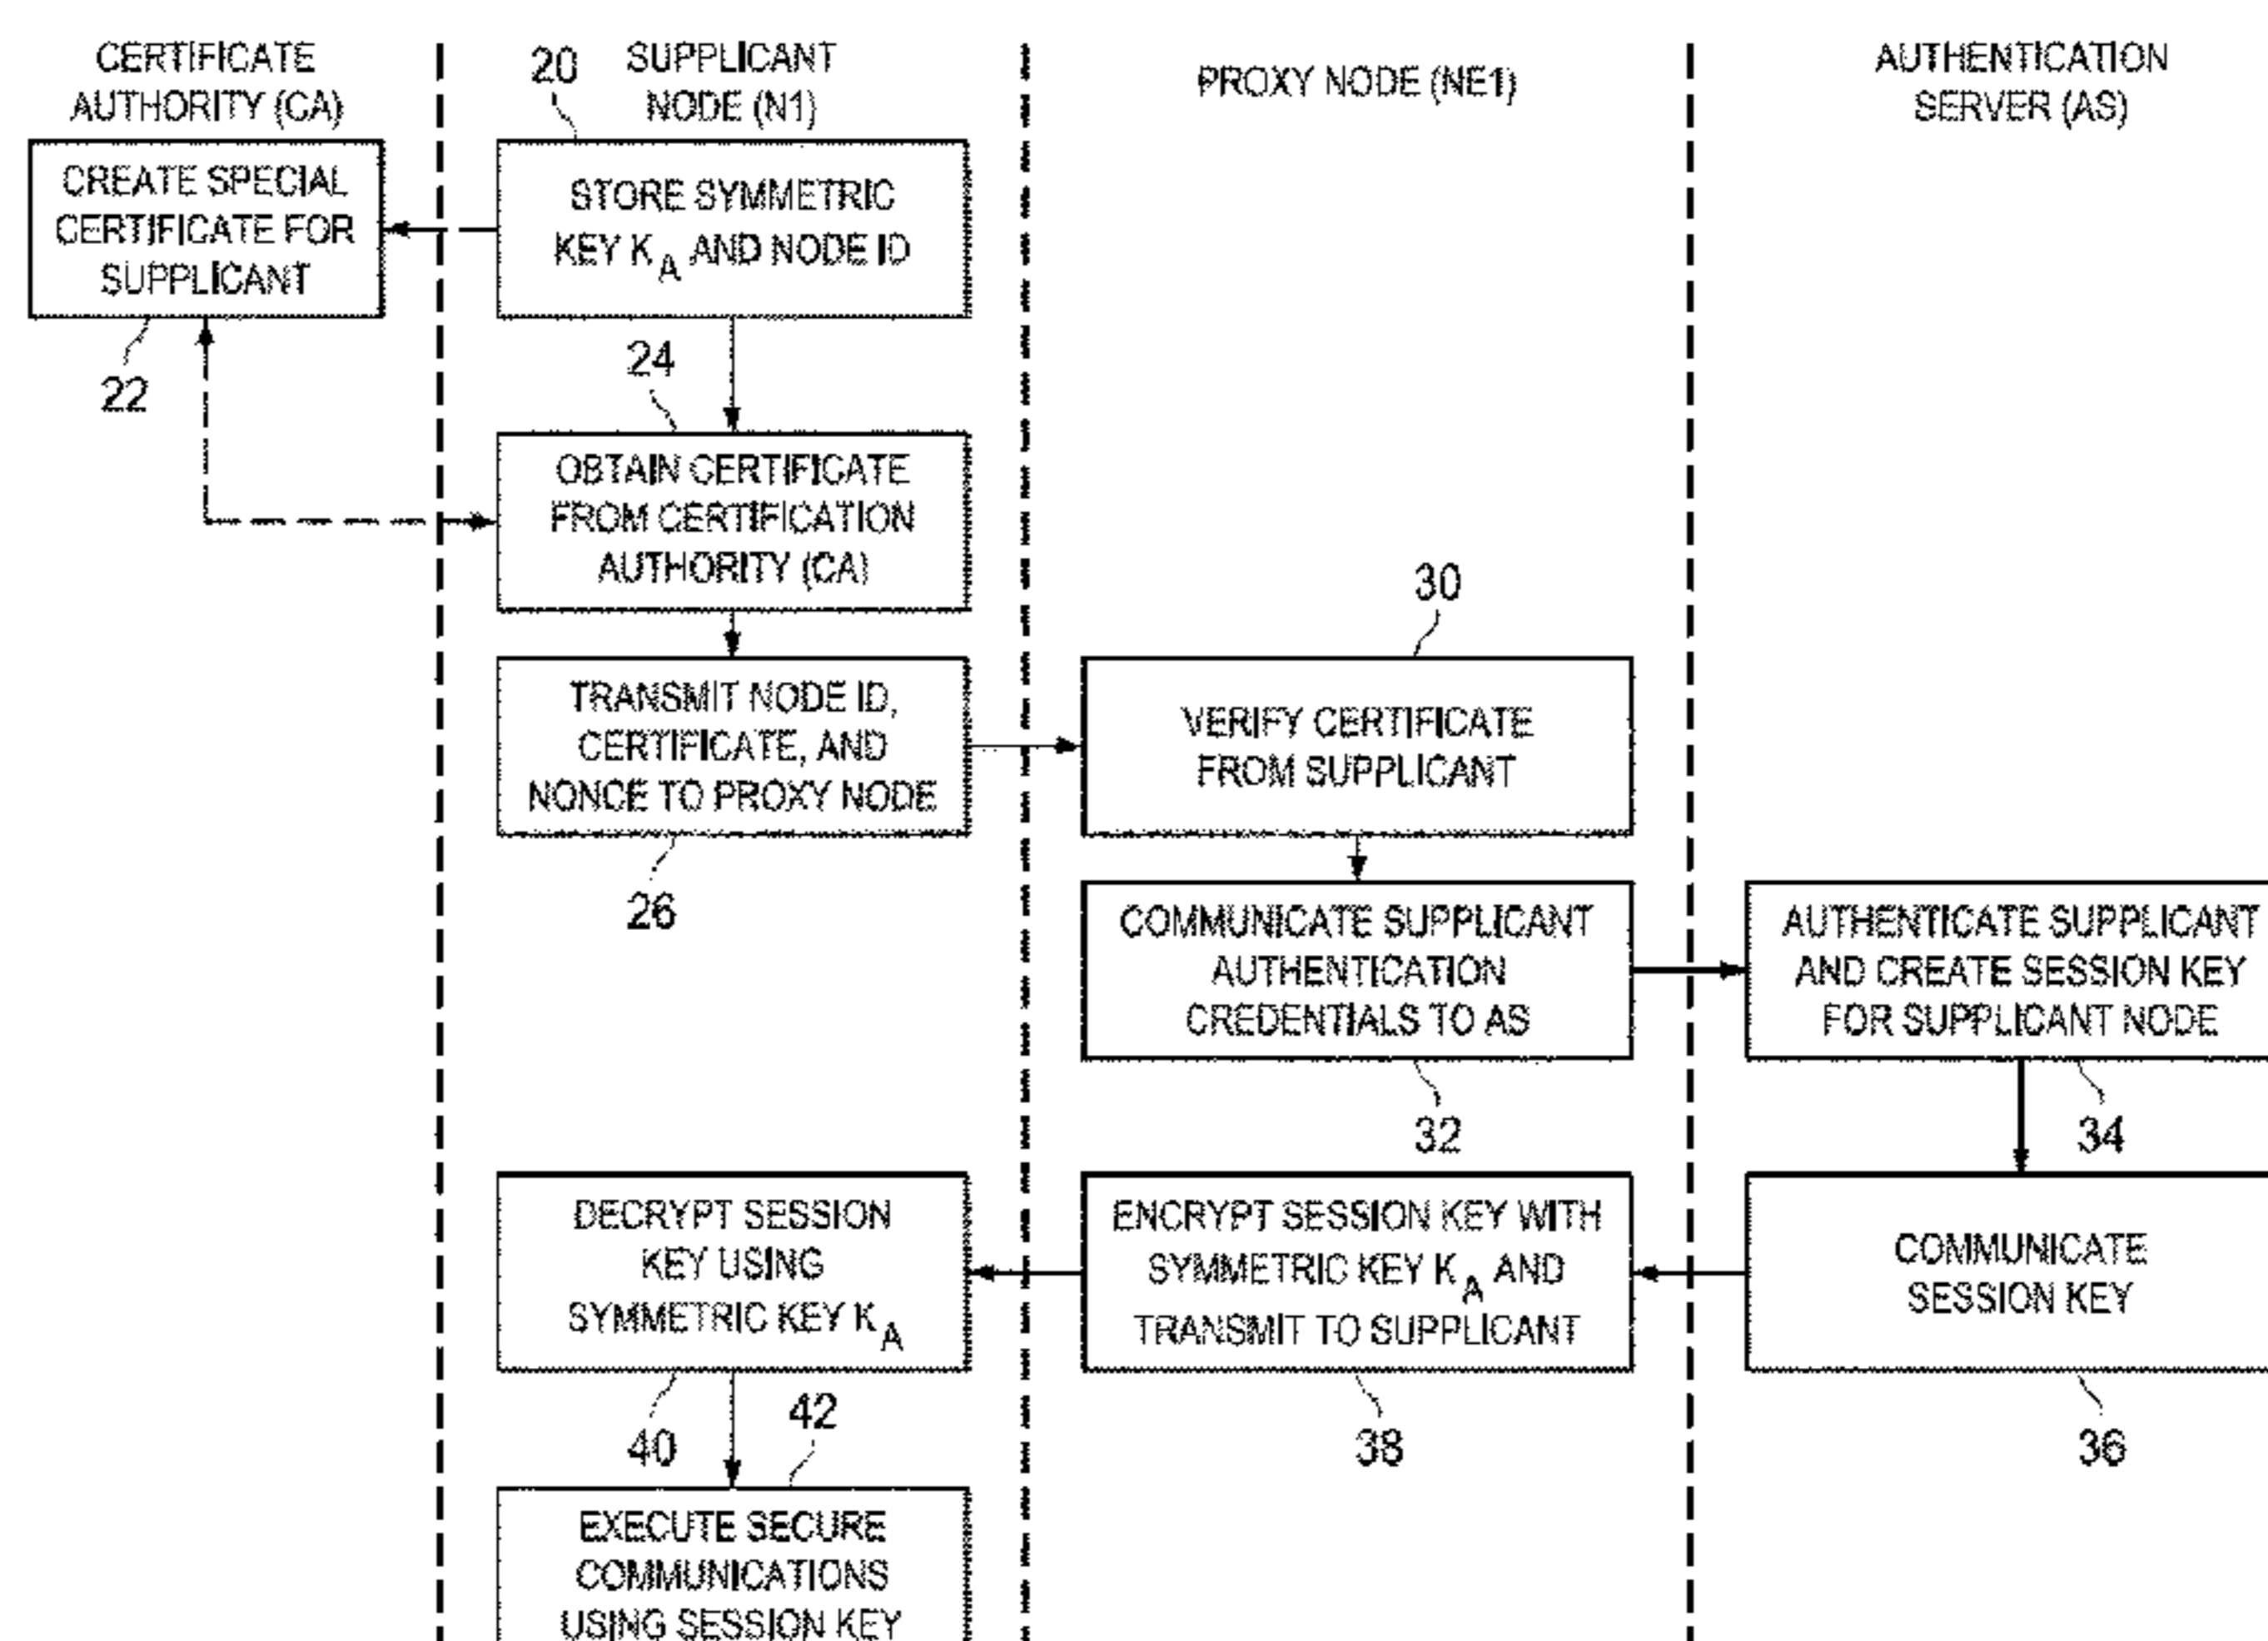 CERTIFICATE
AUTHORITY (CA)
20
SUPPLICANT
NODE (N1)
PROXY NODE (NE1)
AUTHENTICATION
SERVER (AS)
CREATE SPECIAL
CERTIFICATE FOR
SUPPLICANT
22
STORE SYMMETRIC
KEY K A AND NODE ID
24
OBTAIN CERTIFICATE
FROM CERTIFICATION
AUTHORITY (CA)
30
TRANSMIT NODE ID,
CERTIFICATE, AND
NONCE TO PROXY NODE
26
VERIFY CERTIFICATE
FROM SUPPLICANT
COMMUNICATE SUPPLICANT
AUTHENTICATION
CREDENTIALS TO AS
32
AUTHENTICATE SUPPLICANT
AND CREATE SESSION KEY
FOR SUPPLICANT NODE
34
DECRYPT SESSION
KEY USING
SYMMETRIC KEY K A
40
ENCRYPT SESSION KEY WITH
SYMMETRIC KEY K A AND
TRANSMIT TO SUPPLICANT
38
COMMUNICATE
SESSION KEY
36
42
EXECUTE SECURE
COMMUNICATIONS
USING SESSION KEY